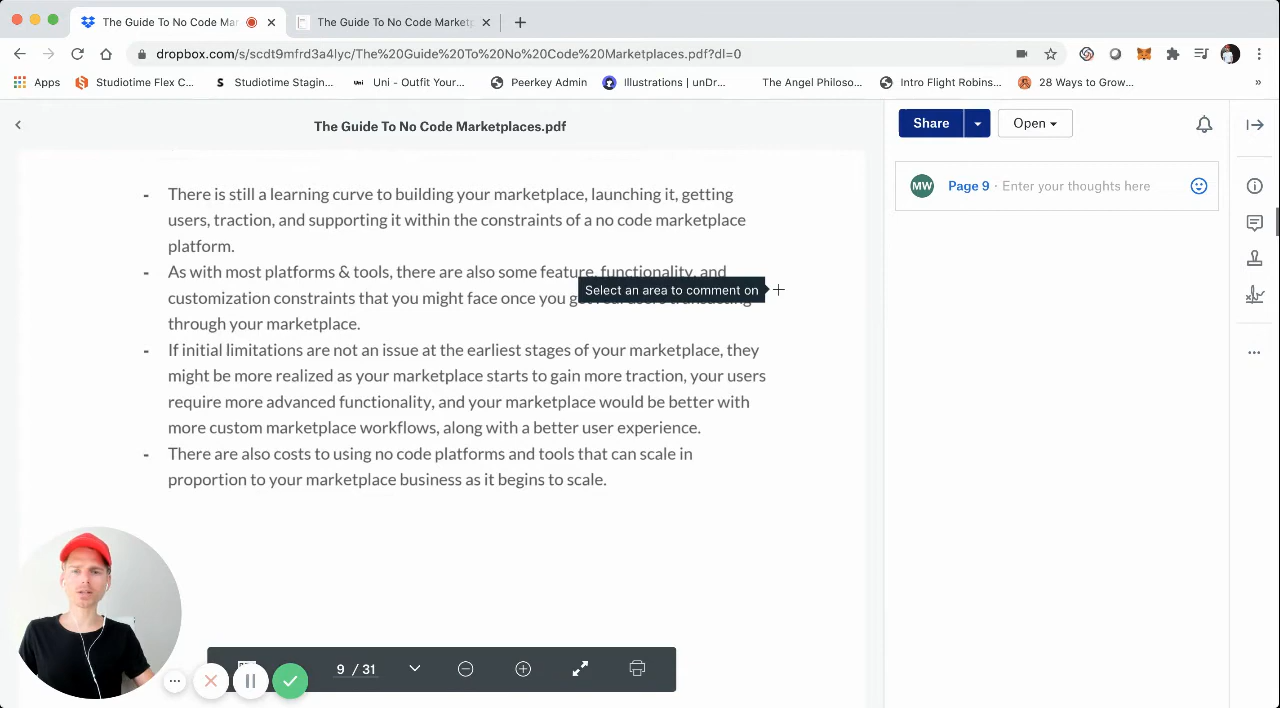 The Guide To No Code Mar
The Guide To No Code Market
dropbox.com/s/scdt9mfrd3a4lyc/The%20Guide%20To%20No%20Code%20Marketplaces.pdf?dl=0
Apps
Studiotime Flex C...
S Studiotime Stagin...
uni Uni - Outfit Your...
Peerkey Admin
Illustrations | unDr...
The Angel Philoso...
Intro Flight Robins...
28 Ways to Grow...
»
The Guide To No Code Marketplaces.pdf
Share
Open
MW Page 9 · Enter your thoughts here
- There is still a learning curve to building your marketplace, launching it, getting
users, traction, and supporting it within the constraints of a no code marketplace
platform.
- As with most platforms & tools, there are also some feature, functionality, and
customization constraints that you might face once you get real users transacting
Select an area to comment on
through your marketplace.
- If initial limitations are not an issue at the earliest stages of your marketplace, they
might be more realized as your marketplace starts to gain more traction, your users
require more advanced functionality, and your marketplace would be better with
more custom marketplace workflows, along with a better user experience.
- There are also costs to using no code platforms and tools that can scale in
proportion to your marketplace business as it begins to scale.
9 / 31